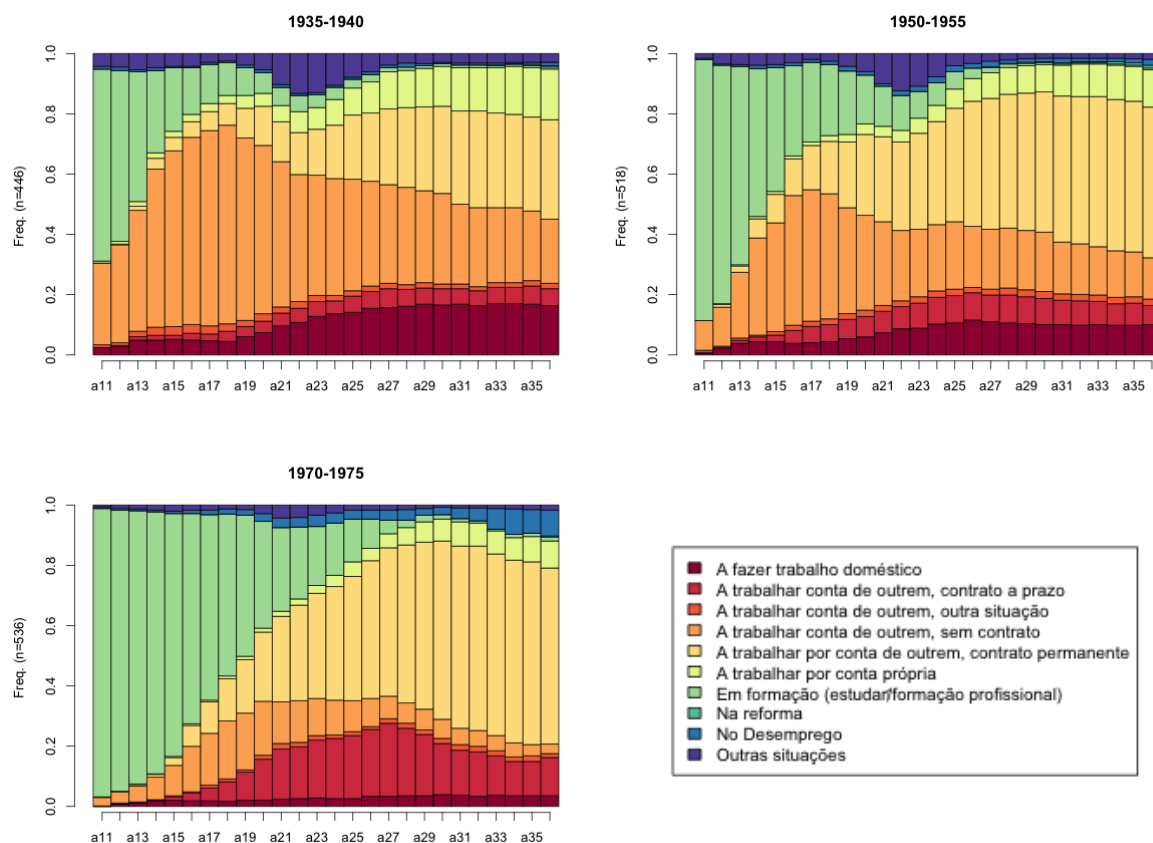 1935-1940
Freq. (n=446)
0.0 0.2 0.4 0.6 0.8 1.0
a11 a13 a15 a17 a19 a21 a23 a25 a27 a29 a31 a33 a35
1950-1955
Freq. (n=518)
0.0 0.2 0.4 0.6 0.8 1.0
a11 a13 a15 a17 a19 a21 a23 a25 a27 a29 a31 a33 a35
1970-1975
Freq. (n=536)
0.0 0.2 0.4 0.6 0.8 1.0
a11 a13 a15 a17 a19 a21 a23 a25 a27 a29 a31 a33 a35
A fazer trabalho doméstico
A trabalhar conta de outrem, contrato a prazo
A trabalhar conta de outrem, outra situação
A trabalhar conta de outrem, sem contrato
A trabalhar por conta de outrem, contrato permanente
A trabalhar por conta própria
Em formação (estudar/formação profissional)
Na reforma
No Desemprego
Outras situações